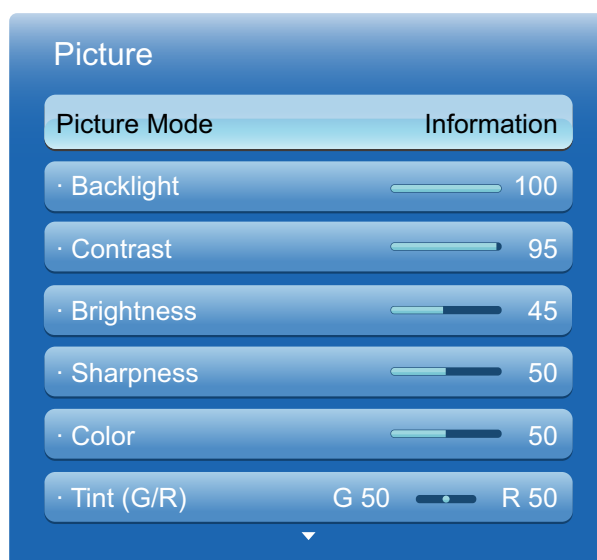 Picture
Picture Mode Information
· Backlight 100
· Contrast 95
· Brightness 45
· Sharpness 50
· Color 50
· Tint (G/R) G 50 R 50